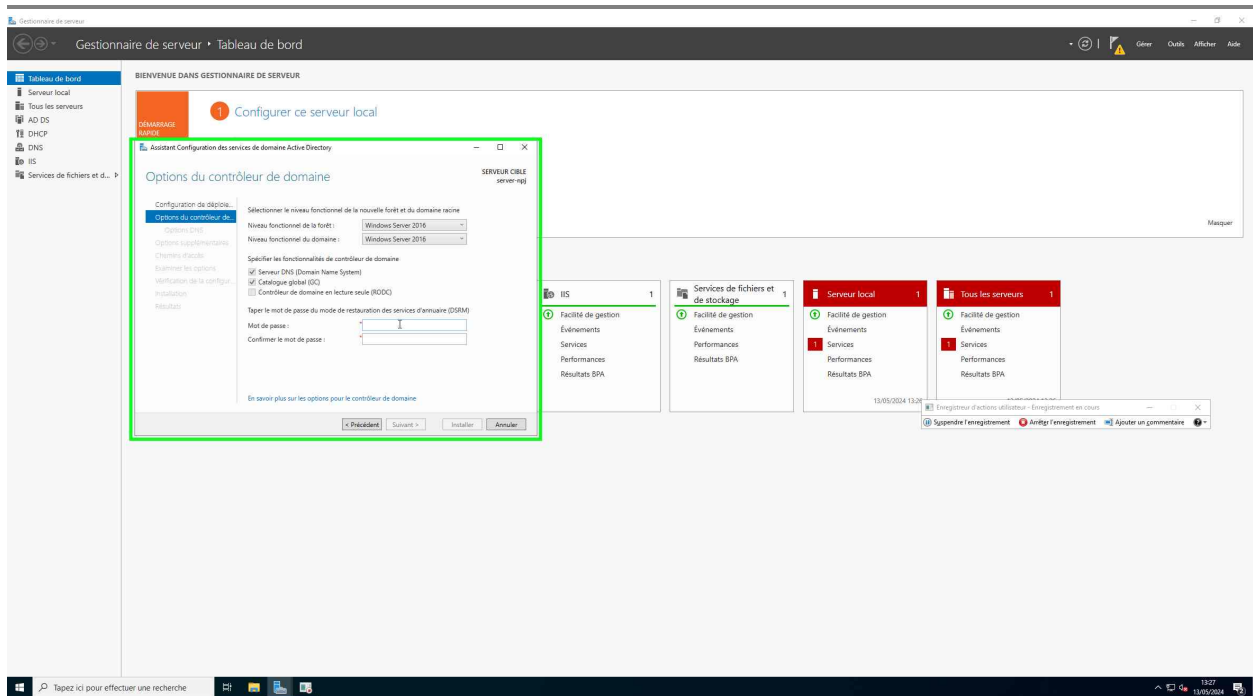 Gestionnaire de serveur
Gestionnaire de serveur • Tableau de bord
Gérer Outils Afficher Aide
Tableau de bord
Serveur local
Tous les serveurs
AD DS
DHCP
DNS
IIS
Services de fichiers et d...
BIENVENUE DANS GESTIONNAIRE DE SERVEUR
DÉMARRAGE
RAPIDE
1 Configurer ce serveur local
Masquer
Assistant Configuration des services de domaine Active Directory
Options du contrôleur de domaine
SERVEUR CIBLE
server-npj
Configuration de déploie...
Options du contrôleur de...
Options DNS
Options supplémentaires
Chemins d'accès
Examiner les options
Vérification de la configur...
Installation
Résultats
Sélectionner le niveau fonctionnel de la nouvelle forêt et du domaine racine
Niveau fonctionnel de la forêt : Windows Server 2016
Niveau fonctionnel du domaine : Windows Server 2016
Spécifier les fonctionnalités de contrôleur de domaine
Serveur DNS (Domain Name System)
Catalogue global (GC)
Contrôleur de domaine en lecture seule (RODC)
Taper le mot de passe du mode de restauration des services d'annuaire (DSRM)
Mot de passe : *
Confirmer le mot de passe : *
En savoir plus sur les options pour le contrôleur de domaine
< Précédent Suivant > Installer Annuler
IIS 1
Facilité de gestion
Événements
Services
Performances
Résultats BPA
Services de fichiers et de stockage 1
Facilité de gestion
Événements
Services
Performances
Résultats BPA
Serveur local 1
Facilité de gestion
Événements
1 Services
Performances
Résultats BPA
13/05/2024 13:26
Tous les serveurs 1
Facilité de gestion
Événements
1 Services
Performances
Résultats BPA
Enregistreur d'actions utilisateur - Enregistrement en cours
Suspendre l'enregistrement Arrêter l'enregistrement Ajouter un commentaire
Tapez ici pour effectuer une recherche
13:27
13/05/2024